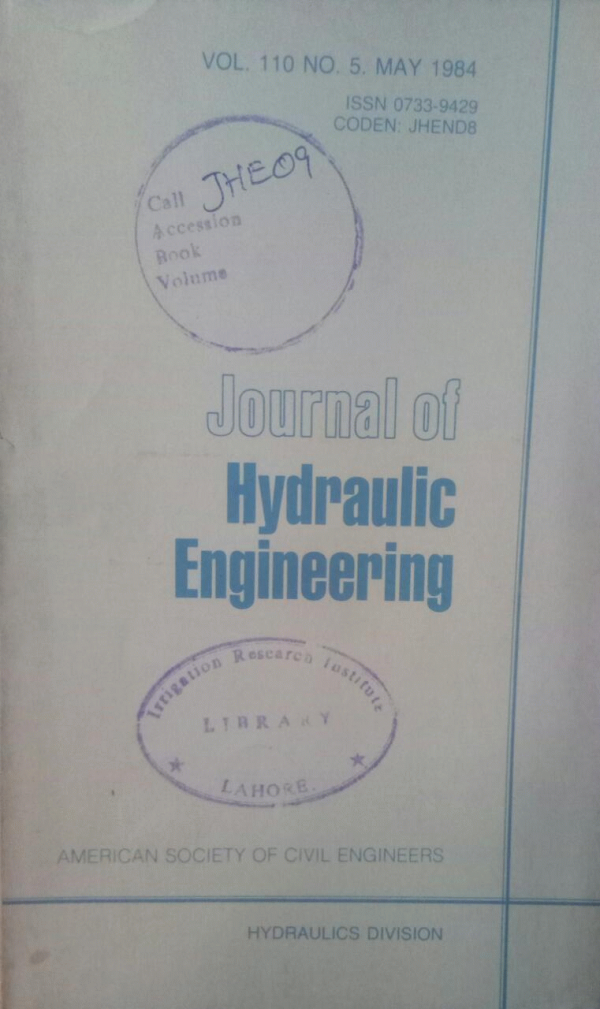 VOL. 110 NO. 5. MAY 1984
ISSN 0733-9429
CODEN: JHEND8
Call JHE09
Accession
Book
Volume
Journal of
Hydraulic
Engineering
Irrigation Research Institute
LIBRARY
LAHORE.
AMERICAN SOCIETY OF CIVIL ENGINEERS
HYDRAULICS DIVISION